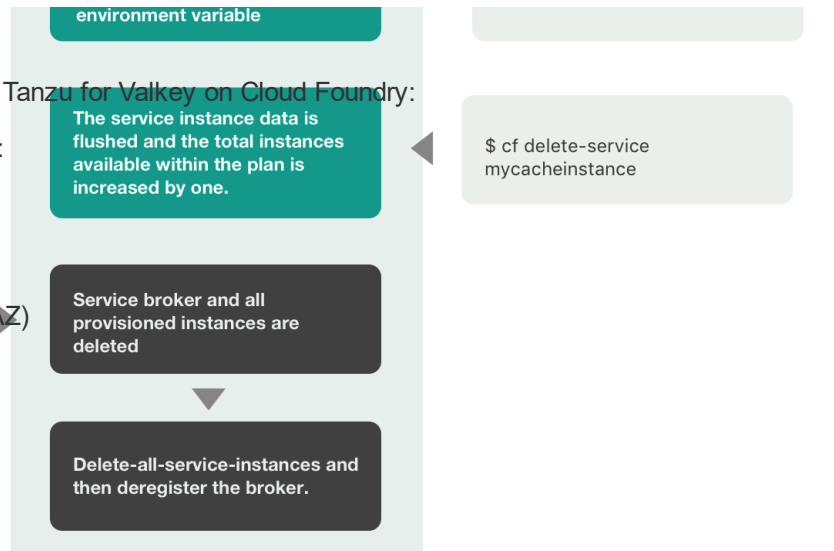 environment variable
Tanzu for Valkey on Cloud Foundry:
The service instance data is
flushed and the total instances
available within the plan is
increased by one.
:
$ cf delete-service
mycacheinstance
Service broker and all
provisioned instances are
deleted
AZ)
Delete-all-service-instances and
then deregister the broker.